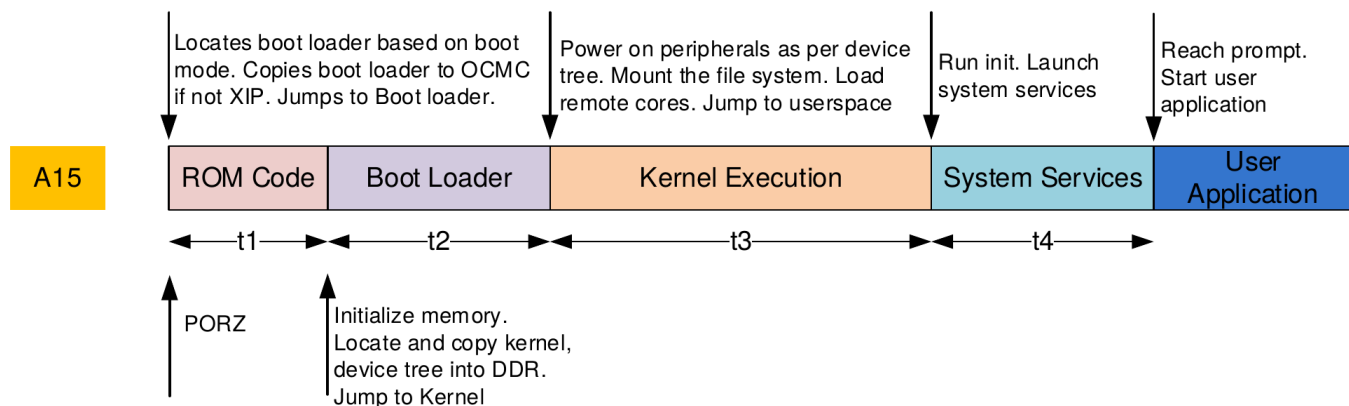 Locates boot loader based on boot
mode. Copies boot loader to OCMC
if not XIP. Jumps to Boot loader.
Power on peripherals as per device
tree. Mount the file system. Load
remote cores. Jump to userspace
Run init. Launch
system services
Reach prompt.
Start user
application
A15
ROM Code
Boot Loader
Kernel Execution
System Services
User
Application
t1
t2
t3
t4
PORZ
Initialize memory.
Locate and copy kernel,
device tree into DDR.
Jump to Kernel